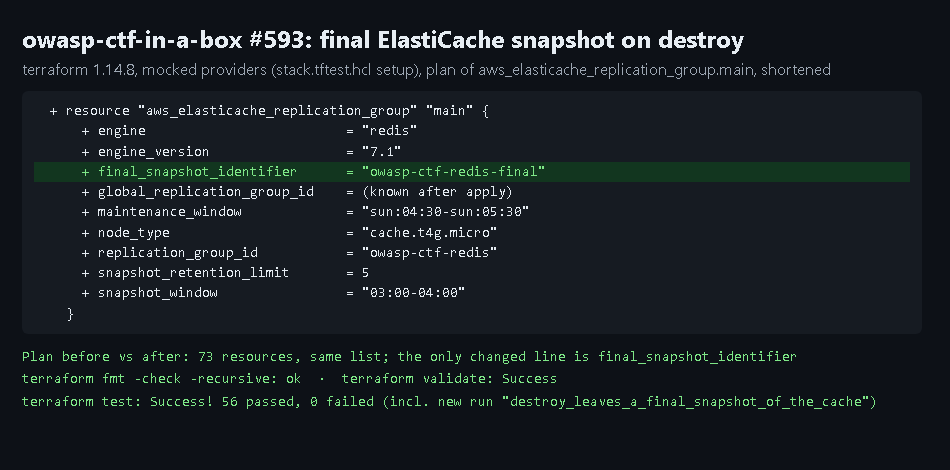 owasp-ctf-in-a-box #593: final ElastiCache snapshot on destroy
terraform 1.14.8, mocked providers (stack.tftest.hcl setup), plan of aws_elasticache_replication_group.main, shortened
+ resource "aws_elasticache_replication_group" "main" {
+ engine = "redis"
+ engine_version = "7.1"
+ final_snapshot_identifier = "owasp-ctf-redis-final"
+ global_replication_group_id = (known after apply)
+ maintenance_window = "sun:04:30-sun:05:30"
+ node_type = "cache.t4g.micro"
+ replication_group_id = "owasp-ctf-redis"
+ snapshot_retention_limit = 5
+ snapshot_window = "03:00-04:00"
}
Plan before vs after: 73 resources, same list; the only changed line is final_snapshot_identifier
terraform fmt -check -recursive: ok · terraform validate: Success
terraform test: Success! 56 passed, 0 failed (incl. new run "destroy_leaves_a_final_snapshot_of_the_cache")